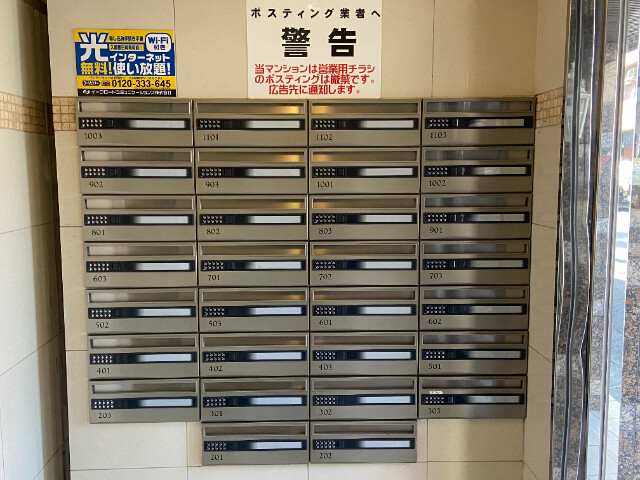 ポスティング業者へ
警告
当マンションは営業用チラシ
のポスティングは厳禁です。
広告先に通知します。
光
Wi-Fi
付き
インターネット
無料!使い放題!
0120-333-645
1003 1101 1102 1103
902 903 1001 1002
801 802 803 901
603 701 702 703
502 503 601 602
401 402 403 501
203 301 302 303
201 202